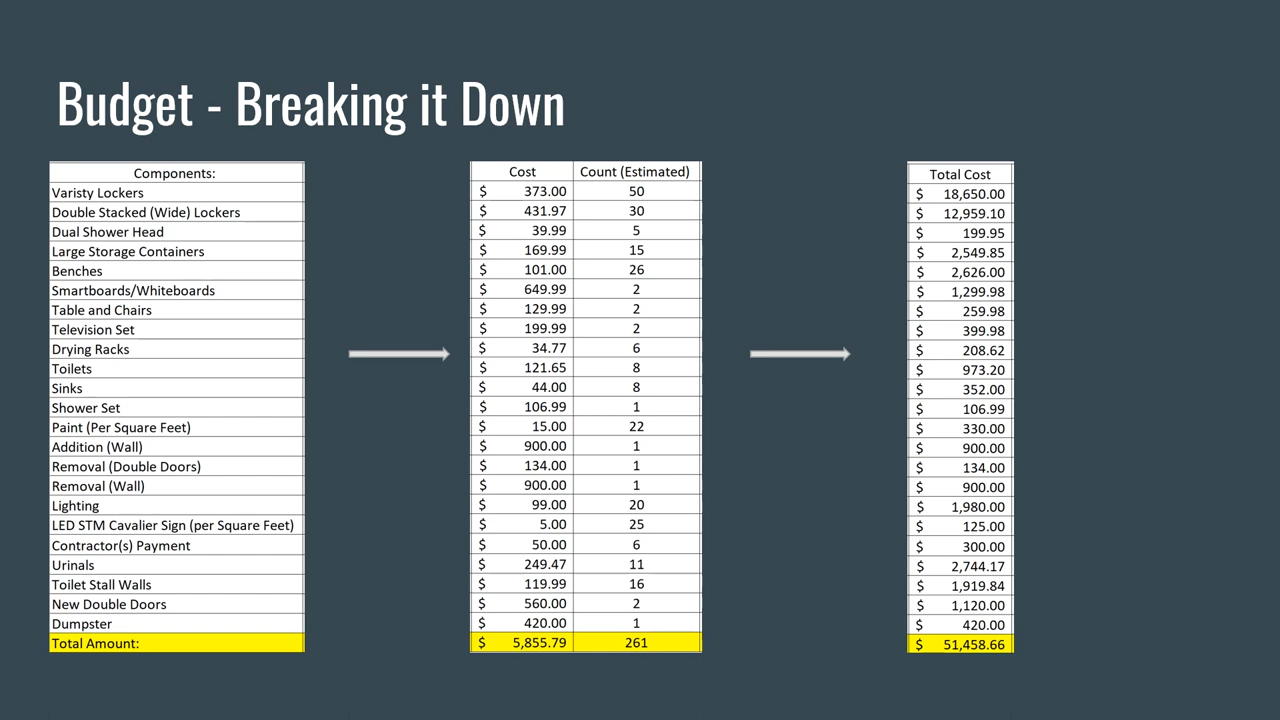 Budget - Breaking it Down
Components: Cost Count (Estimated) Total Cost
Varisty Lockers $ 373.00 50 $ 18,650.00
Double Stacked (Wide) Lockers $ 431.97 30 $ 12,959.10
Dual Shower Head $ 39.99 5 $ 199.95
Large Storage Containers $ 169.99 15 $ 2,549.85
Benches $ 101.00 26 $ 2,626.00
Smartboards/Whiteboards $ 649.99 2 $ 1,299.98
Table and Chairs $ 129.99 2 $ 259.98
Television Set $ 199.99 2 $ 399.98
Drying Racks $ 34.77 6 $ 208.62
Toilets $ 121.65 8 $ 973.20
Sinks $ 44.00 8 $ 352.00
Shower Set $ 106.99 1 $ 106.99
Paint (Per Square Feet) $ 15.00 22 $ 330.00
Addition (Wall) $ 900.00 1 $ 900.00
Removal (Double Doors) $ 134.00 1 $ 134.00
Removal (Wall) $ 900.00 1 $ 900.00
Lighting $ 99.00 20 $ 1,980.00
LED STM Cavalier Sign (per Square Feet) $ 5.00 25 $ 125.00
Contractor(s) Payment $ 50.00 6 $ 300.00
Urinals $ 249.47 11 $ 2,744.17
Toilet Stall Walls $ 119.99 16 $ 1,919.84
New Double Doors $ 560.00 2 $ 1,120.00
Dumpster $ 420.00 1 $ 420.00
Total Amount: $ 5,855.79 261 $ 51,458.66